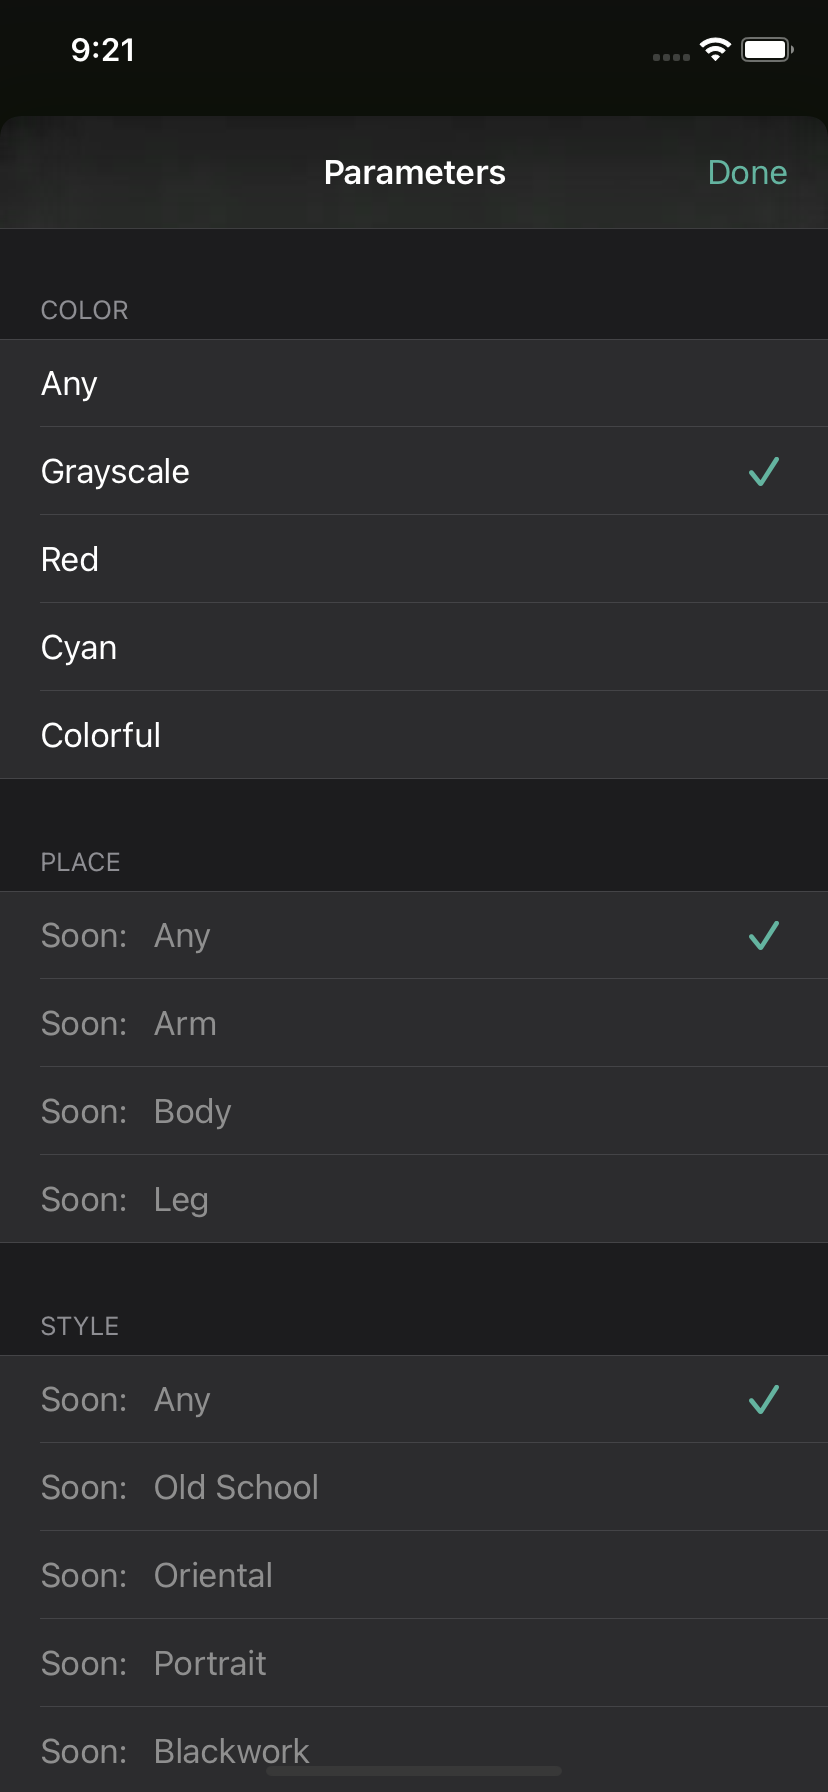 9:21
Parameters
Done
COLOR
Any
Grayscale
Red
Cyan
Colorful
PLACE
Soon: Any
Soon: Arm
Soon: Body
Soon: Leg
STYLE
Soon: Any
Soon: Old School
Soon: Oriental
Soon: Portrait
Soon: Blackwork